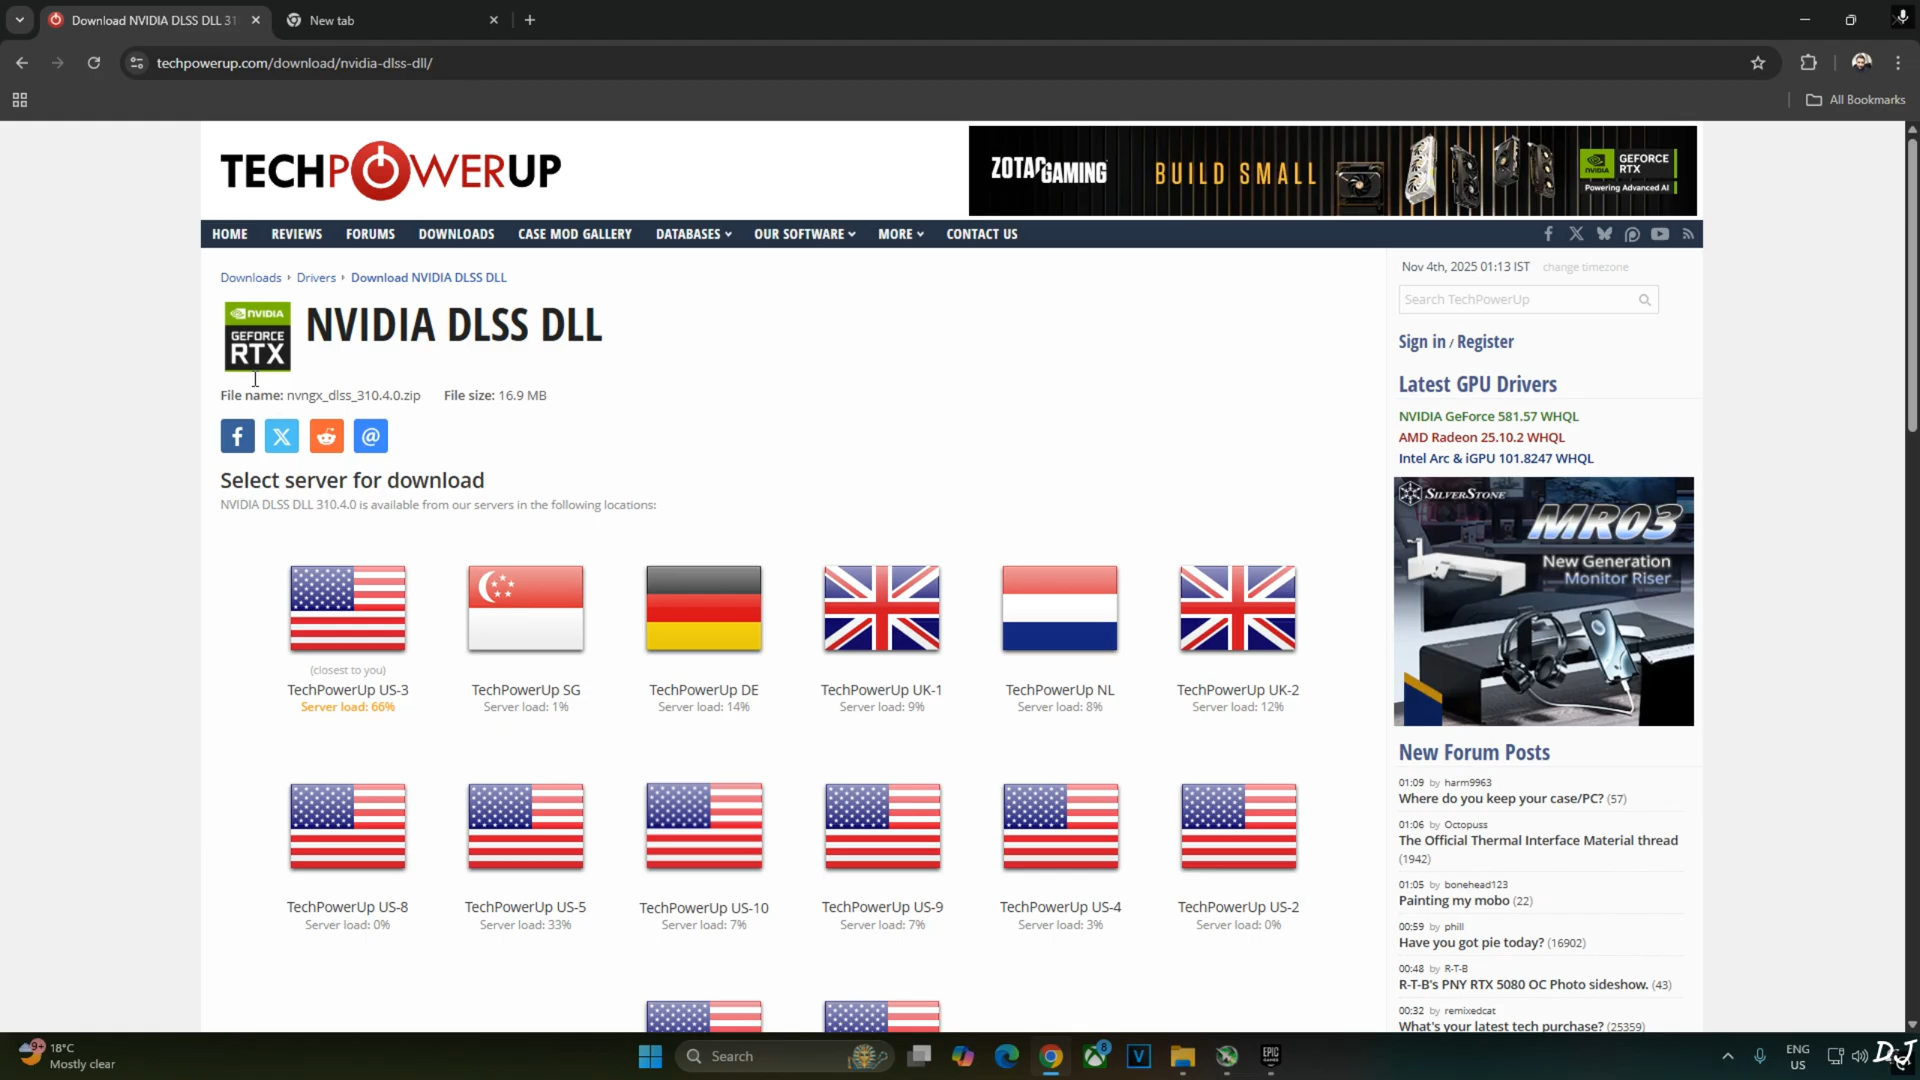 Download NVIDIA DLSS DLL 31
New tab
techpowerup.com/download/nvidia-dlss-dll/
All Bookmarks
TECHPOWERUP
ZOTAC GAMING
BUILD SMALL
NVIDIA
GEFORCE
RTX
Powering Advanced AI
HOME
REVIEWS
FORUMS
DOWNLOADS
CASE MOD GALLERY
DATABASES
OUR SOFTWARE
MORE
CONTACT US
Downloads
Drivers
Download NVIDIA DLSS DLL
NVIDIA
GEFORCE
RTX
NVIDIA DLSS DLL
File name: nvngx_dlss_310.4.0.zip File size: 16.9 MB
Select server for download
NVIDIA DLSS DLL 310.4.0 is available from our servers in the following locations:
(closest to you)
TechPowerUp US-3
Server load: 66%
TechPowerUp SG
Server load: 1%
TechPowerUp DE
Server load: 14%
TechPowerUp UK-1
Server load: 9%
TechPowerUp NL
Server load: 8%
TechPowerUp UK-2
Server load: 12%
TechPowerUp US-8
Server load: 0%
TechPowerUp US-5
Server load: 33%
TechPowerUp US-10
Server load: 7%
TechPowerUp US-9
Server load: 7%
TechPowerUp US-4
Server load: 3%
TechPowerUp US-2
Server load: 0%
Nov 4th, 2025 01:13 IST change timezone
Search TechPowerUp
Sign in / Register
Latest GPU Drivers
NVIDIA GeForce 581.57 WHQL
AMD Radeon 25.10.2 WHQL
Intel Arc & iGPU 101.8247 WHQL
SILVERSTONE
MR03
New Generation
Monitor Riser
New Forum Posts
01:09 by harm9963
Where do you keep your case/PC? (57)
01:06 by Octopuss
The Official Thermal Interface Material thread
(1942)
01:05 by bonehead123
Painting my mobo (22)
00:59 by phill
Have you got pie today? (16902)
00:48 by R-T-B
R-T-B's PNY RTX 5080 OC Photo sideshow. (43)
00:32 by remixedcat
What's your latest tech purchase? (25359)
9+
18°C
Mostly clear
Search
8
V
EPIC
GAMES
ENG
US
DJ